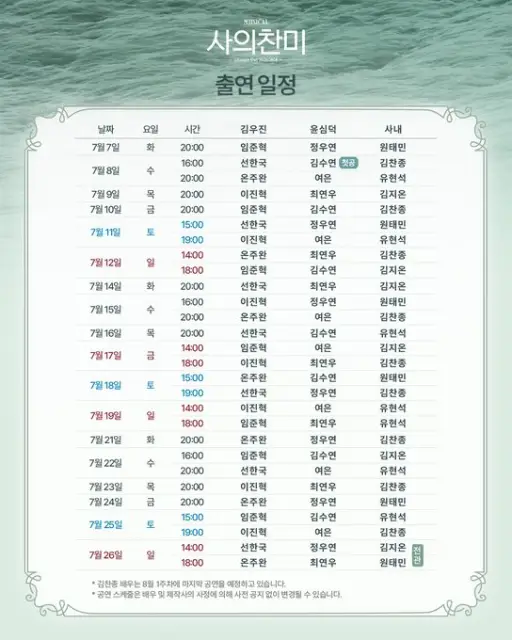 사의찬미
출연 일정
날짜 요일 시간 김우진 윤심덕 사내
7월 7일 화 20:00 임준혁 정우연 원태민
7월 8일 수 16:00 선한국 김수연 첫공 김찬종
20:00 온주완 여은 유현석
7월 9일 목 20:00 이진혁 최연우 김지온
7월 10일 금 20:00 임준혁 김수연 김찬종
7월 11일 토 15:00 선한국 정우연 원태민
19:00 이진혁 여은 유현석
7월 12일 일 14:00 온주완 최연우 김찬종
18:00 임준혁 김수연 김지온
7월 14일 화 20:00 선한국 최연우 김지온
7월 15일 수 16:00 이진혁 정우연 원태민
20:00 온주완 여은 김찬종
7월 16일 목 20:00 선한국 김수연 유현석
7월 17일 금 14:00 임준혁 여은 김지온
18:00 이진혁 최연우 김찬종
7월 18일 토 15:00 온주완 김수연 원태민
19:00 선한국 정우연 김찬종
7월 19일 일 14:00 이진혁 여은 유현석
18:00 임준혁 최연우 유현석
7월 21일 화 20:00 온주완 정우연 김찬종
7월 22일 수 16:00 임준혁 김수연 원태민
20:00 선한국 여은 유현석
7월 23일 목 20:00 이진혁 최연우 김찬종
7월 24일 금 20:00 온주완 정우연 원태민
7월 25일 토 15:00 임준혁 김수연 유현석
19:00 이진혁 여은 김찬종
7월 26일 일 14:00 선한국 정우연 김지온 전관
18:00 온주완 최연우 원태민
* 김찬종 배우는 8월 1주차에 마지막 공연을 예정하고 있습니다.
* 공연 스케줄은 배우 및 제작사의 사정에 의해 사전 공지 없이 변경될 수 있습니다.